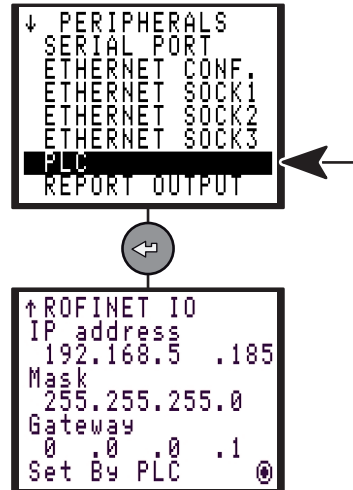 ↓ PERIPHERALS
SERIAL PORT
ETHERNET CONF.
ETHERNET SOCK1
ETHERNET SOCK2
ETHERNET SOCK3
PLC
REPORT OUTPUT
↑ROFINET IO
IP address
192.168.5 .185
Mask
255.255.255.0
Gateway
0 .0 .0 .1
Set By PLC